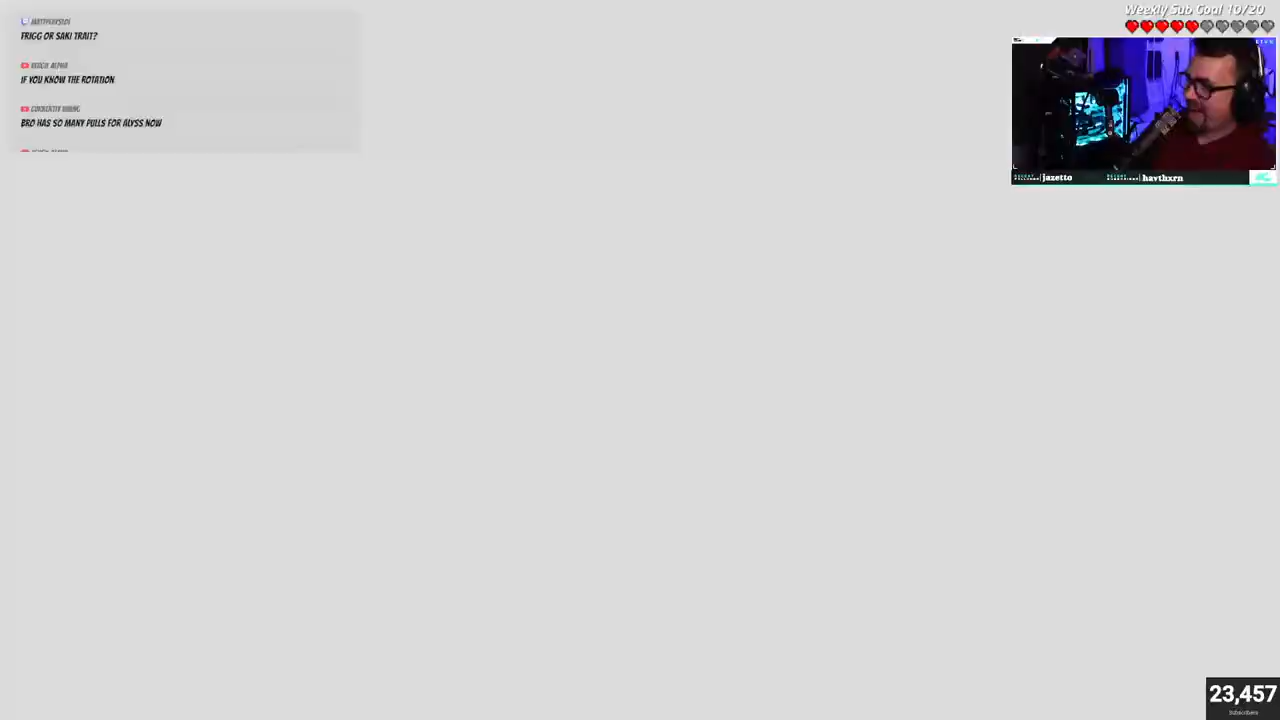 FRIGG OR SAKI TRAIT?
IF YOU KNOW THE ROTATION
BRO HAS SO MANY PULLS FOR ALYSS NOW
Weekly Sub Goal 10/20
jazetto
havthxrn
23,457
Subscribers